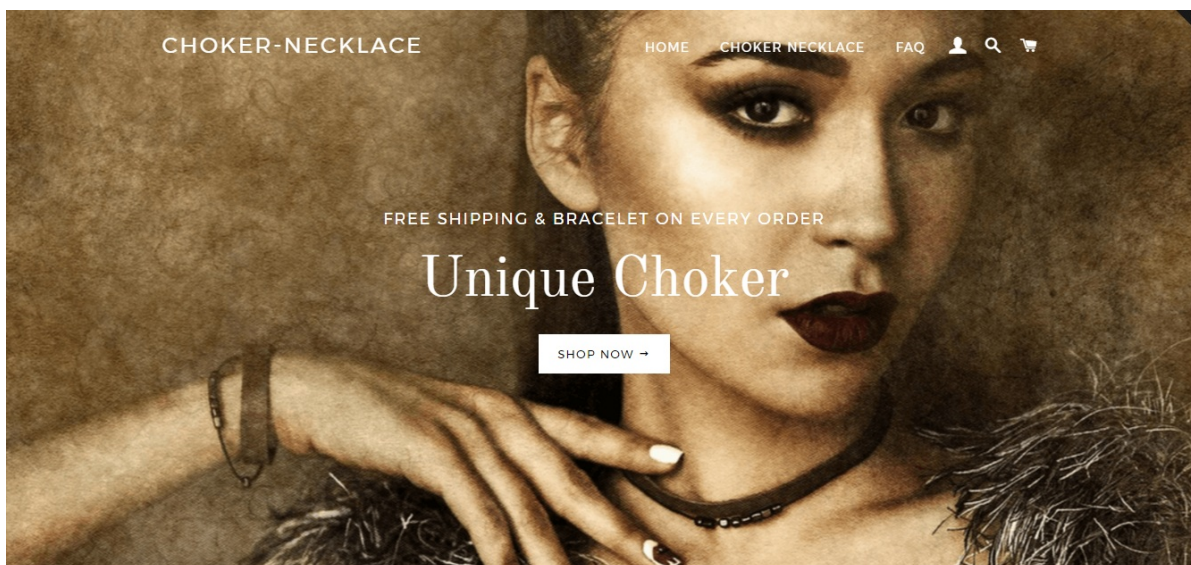 CHOKER-NECKLACE
HOME CHOKER NECKLACE FAQ
FREE SHIPPING & BRACELET ON EVERY ORDER
Unique Choker
SHOP NOW →